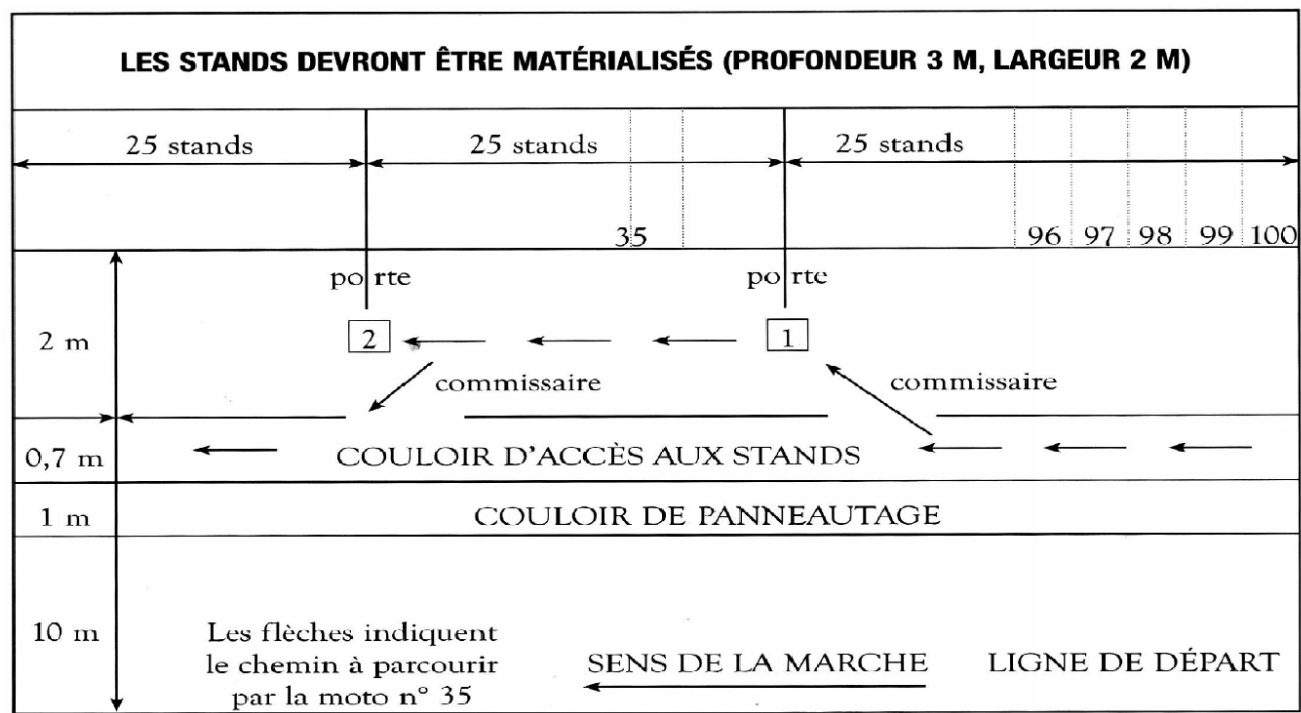 LES STANDS DEVRONT ÊTRE MATÉRIALISÉS (PROFONDEUR 3 M, LARGEUR 2 M)
25 stands 25 stands 25 stands
35 96 97 98 99 100
porte porte
2 m 2 1
commissaire commissaire
0,7 m COULOIR D'ACCÈS AUX STANDS
1 m COULOIR DE PANNEAUTAGE
10 m
Les flèches indiquent
le chemin à parcourir
par la moto n° 35
SENS DE LA MARCHE LIGNE DE DÉPART